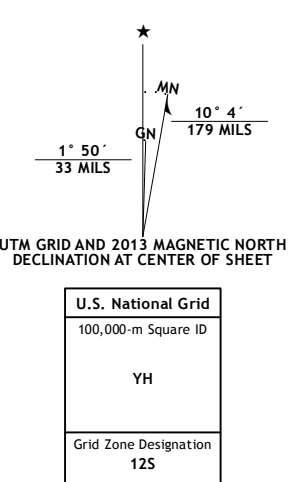 ★
MN
10° 4´
179 MILS
GN
1° 50´
33 MILS
UTM GRID AND 2013 MAGNETIC NORTH
DECLINATION AT CENTER OF SHEET
U.S. National Grid
100,000-m Square ID
YH
Grid Zone Designation
12S